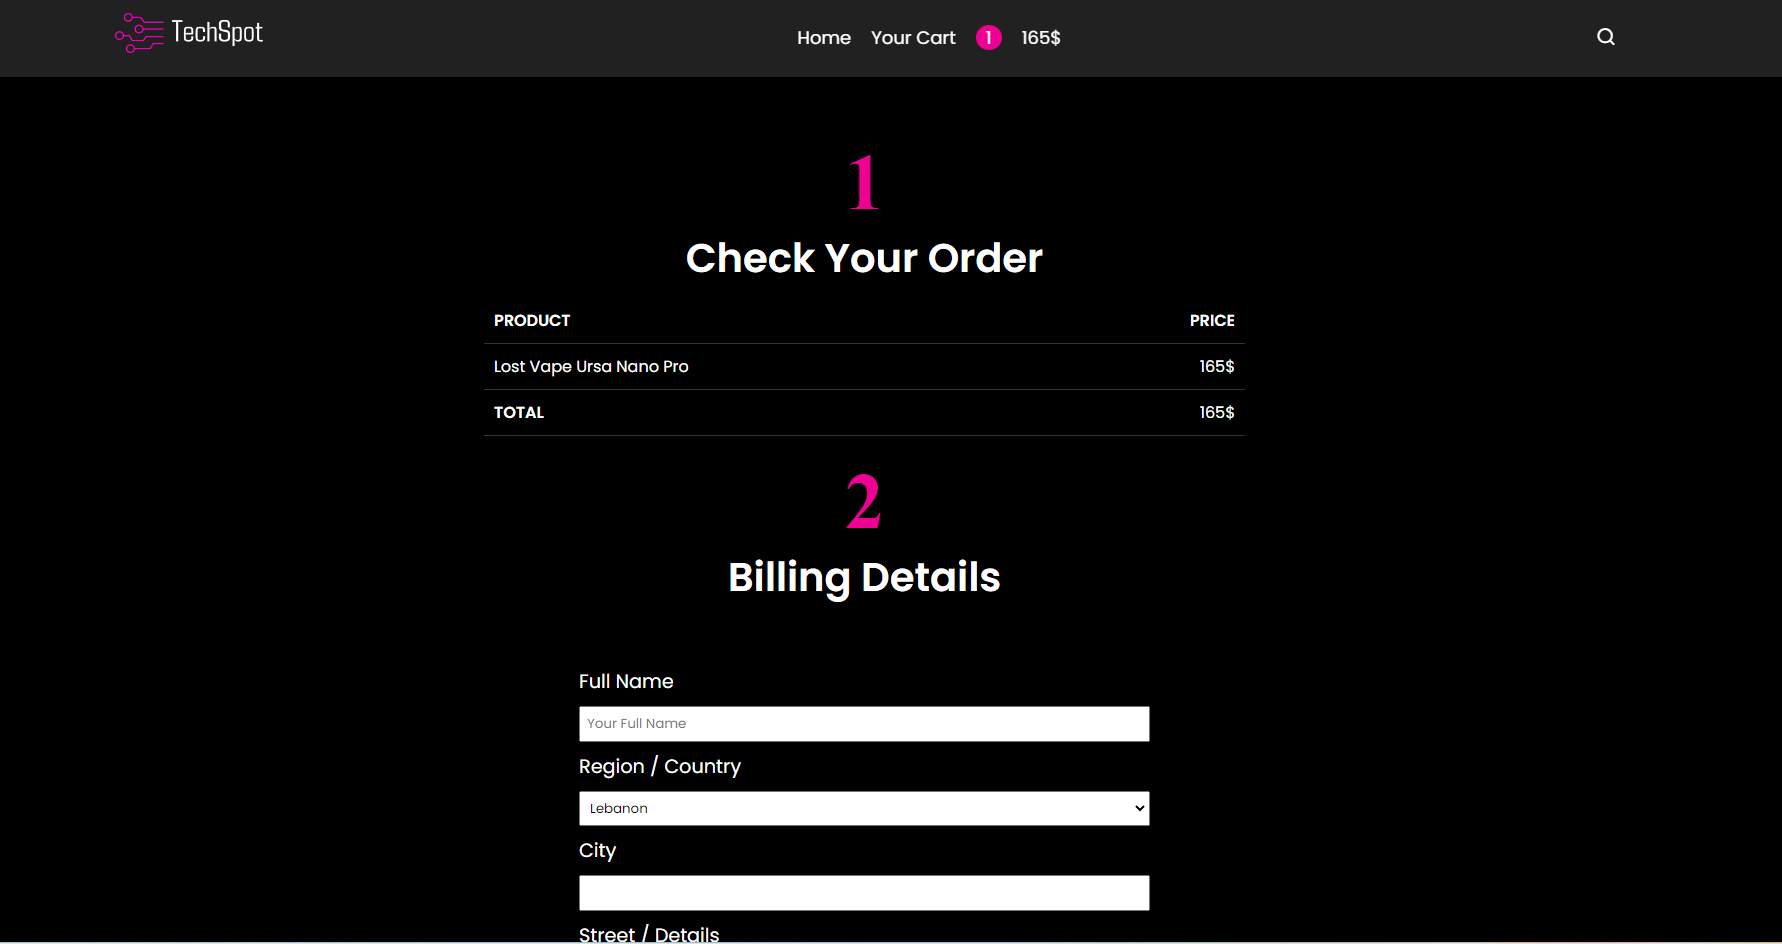 TechSpot
Home Your Cart 1 165$
1
Check Your Order
PRODUCT PRICE
Lost Vape Ursa Nano Pro 165$
TOTAL 165$
2
Billing Details
Full Name
Your Full Name
Region / Country
Lebanon
City
Street / Details